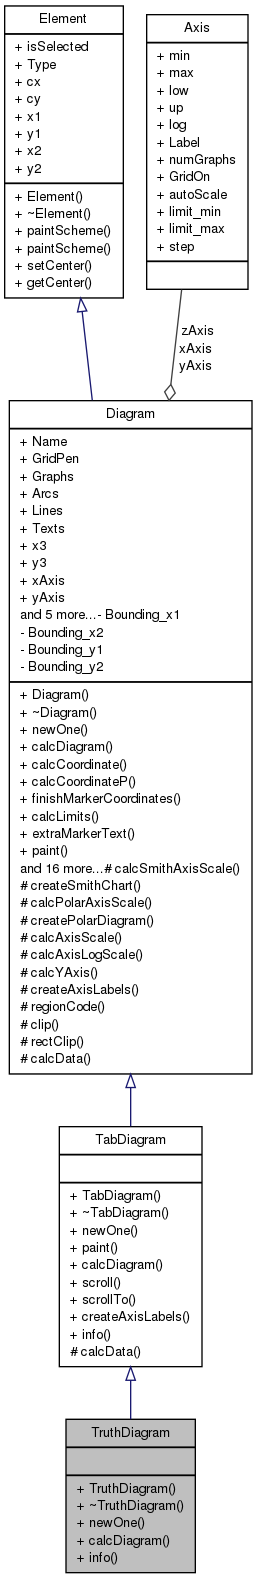 Element
+ isSelected
+ Type
+ cx
+ cy
+ x1
+ y1
+ x2
+ y2
+ Element()
+ ~Element()
+ paintScheme()
+ paintScheme()
+ setCenter()
+ getCenter()
Axis
+ min
+ max
+ low
+ up
+ log
+ Label
+ numGraphs
+ GridOn
+ autoScale
+ limit_min
+ limit_max
+ step
zAxis
xAxis
yAxis
Diagram
+ Name
+ GridPen
+ Graphs
+ Arcs
+ Lines
+ Texts
+ x3
+ y3
+ xAxis
+ yAxis
and 5 more...- Bounding_x1
- Bounding_x2
- Bounding_y1
- Bounding_y2
+ Diagram()
+ ~Diagram()
+ newOne()
+ calcDiagram()
+ calcCoordinate()
+ calcCoordinateP()
+ finishMarkerCoordinates()
+ calcLimits()
+ extraMarkerText()
+ paint()
and 16 more...# calcSmithAxisScale()
# createSmithChart()
# calcPolarAxisScale()
# createPolarDiagram()
# calcAxisScale()
# calcAxisLogScale()
# calcYAxis()
# createAxisLabels()
# regionCode()
# clip()
# rectClip()
# calcData()
TabDiagram
+ TabDiagram()
+ ~TabDiagram()
+ newOne()
+ paint()
+ calcDiagram()
+ scroll()
+ scrollTo()
+ createAxisLabels()
+ info()
# calcData()
TruthDiagram
+ TruthDiagram()
+ ~TruthDiagram()
+ newOne()
+ calcDiagram()
+ info()